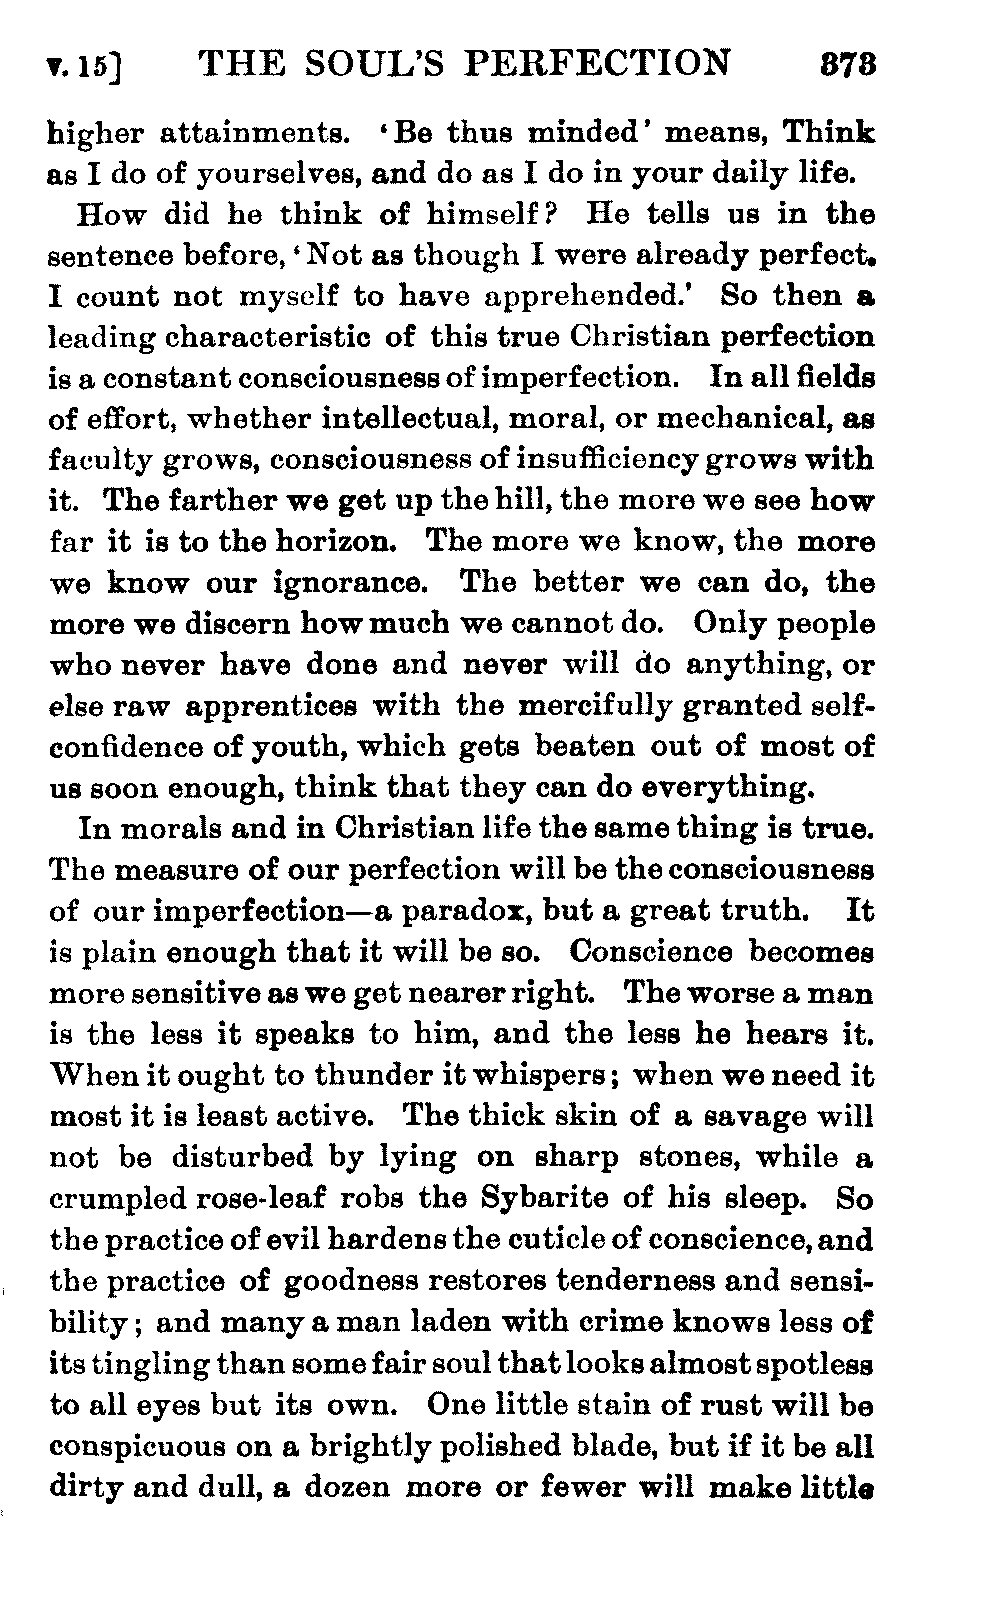 v. 15] THE SOUL'S PERFECTION 373
higher attainments. 'Be thus minded' means, Think
as I do of yourselves, and do as I do in your daily life.
How did he think of himself? He tells us in the
sentence before, 'Not as though I were already perfect.
I count not myself to have apprehended.' So then a
leading characteristic of this true Christian perfection
is a constant consciousness of imperfection. In all fields
of effort, whether intellectual, moral, or mechanical, as
faculty grows, consciousness of insufficiency grows with
it. The farther we get up the hill, the more we see how
far it is to the horizon. The more we know, the more
we know our ignorance. The better we can do, the
more we discern how much we cannot do. Only people
who never have done and never will do anything, or
else raw apprentices with the mercifully granted self-
confidence of youth, which gets beaten out of most of
us soon enough, think that they can do everything.
In morals and in Christian life the same thing is true.
The measure of our perfection will be the consciousness
of our imperfection—a paradox, but a great truth. It
is plain enough that it will be so. Conscience becomes
more sensitive as we get nearer right. The worse a man
is the less it speaks to him, and the less he hears it.
When it ought to thunder it whispers; when we need it
most it is least active. The thick skin of a savage will
not be disturbed by lying on sharp stones, while a
crumpled rose-leaf robs the Sybarite of his sleep. So
the practice of evil hardens the cuticle of conscience, and
the practice of goodness restores tenderness and sensi-
bility; and many a man laden with crime knows less of
its tingling than some fair soul that looks almost spotless
to all eyes but its own. One little stain of rust will be
conspicuous on a brightly polished blade, but if it be all
dirty and dull, a dozen more or fewer will make little